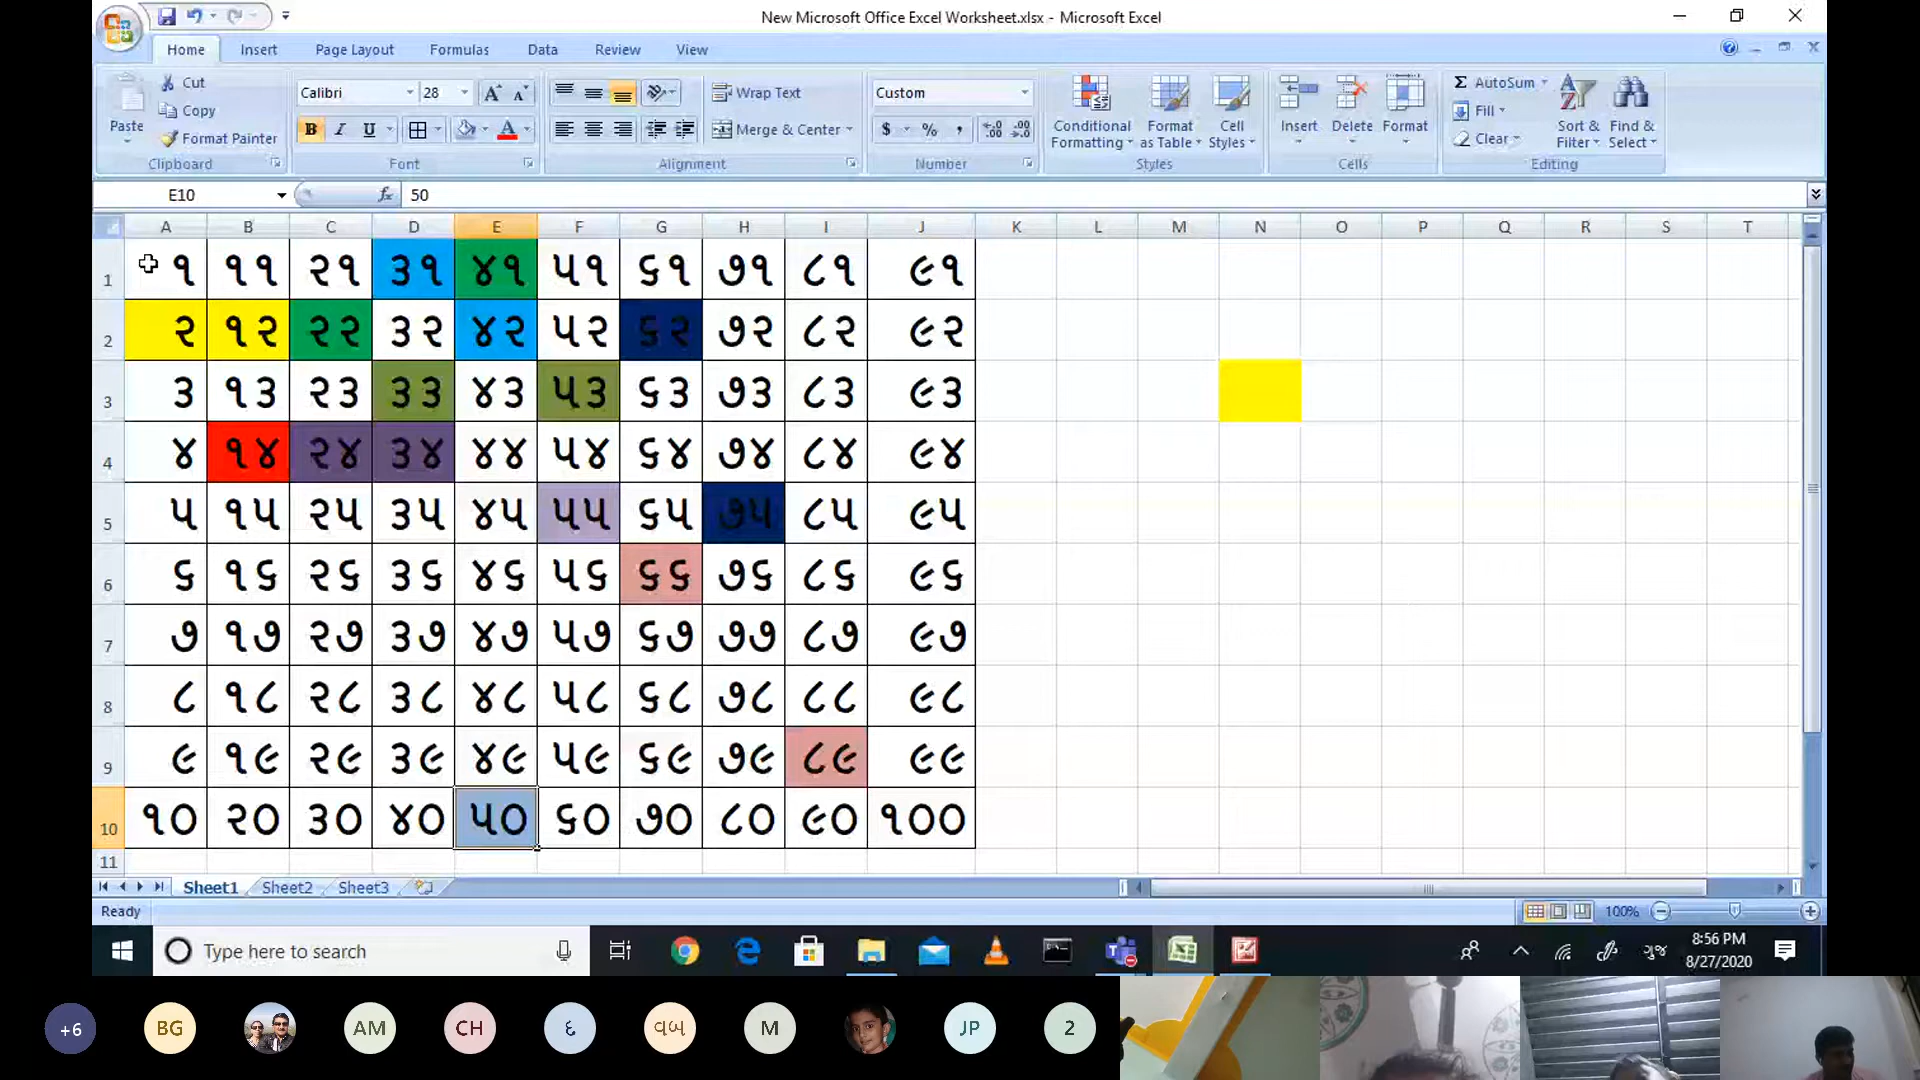 New Microsoft Office Excel Worksheet.xlsx - Microsoft Excel
Home Insert Page Layout Formulas Data Review View
Cut
Copy
Format Painter
Paste
Clipboard
Calibri 28
B I U
Font
Wrap Text
Merge & Center
Alignment
Custom
$ % ,
Number
Conditional Formatting
Format as Table
Cell Styles
Styles
Insert Delete Format
Cells
AutoSum
Fill
Clear
Sort & Filter
Find & Select
Editing
E10 fx 50
A B C D E F G H I J K L M N O P Q R S T
1 ૧ ૧૧ ૨૧ ૩૧ ૪૧ ૫૧ ૬૧ ૭૧ ૮૧ ૯૧
2 ૨ ૧૨ ૨૨ ૩૨ ૪૨ ૫૨ ૬૨ ૭૨ ૮૨ ૯૨
3 ૩ ૧૩ ૨૩ ૩૩ ૪૩ ૫૩ ૬૩ ૭૩ ૮૩ ૯૩
4 ૪ ૧૪ ૨૪ ૩૪ ૪૪ ૫૪ ૬૪ ૭૪ ૮૪ ૯૪
5 ૫ ૧૫ ૨૫ ૩૫ ૪૫ ૫૫ ૬૫ ૭૫ ૮૫ ૯૫
6 ૬ ૧૬ ૨૬ ૩૬ ૪૬ ૫૬ ૬૬ ૭૬ ૮૬ ૯૬
7 ૭ ૧૭ ૨૭ ૩૭ ૪૭ ૫૭ ૬૭ ૭૭ ૮૭ ૯૭
8 ૮ ૧૮ ૨૮ ૩૮ ૪૮ ૫૮ ૬૮ ૭૮ ૮૮ ૯૮
9 ૯ ૧૯ ૨૯ ૩૯ ૪૯ ૫૯ ૬૯ ૭૯ ૮૯ ૯૯
10 ૧૦ ૨૦ ૩૦ ૪૦ ૫૦ ૬૦ ૭૦ ૮૦ ૯૦ ૧૦૦
11
Sheet1 Sheet2 Sheet3
Ready 100%
Type here to search
ગુજ
8:56 PM
8/27/2020
+6 BG AM CH દ વબ M JP 2